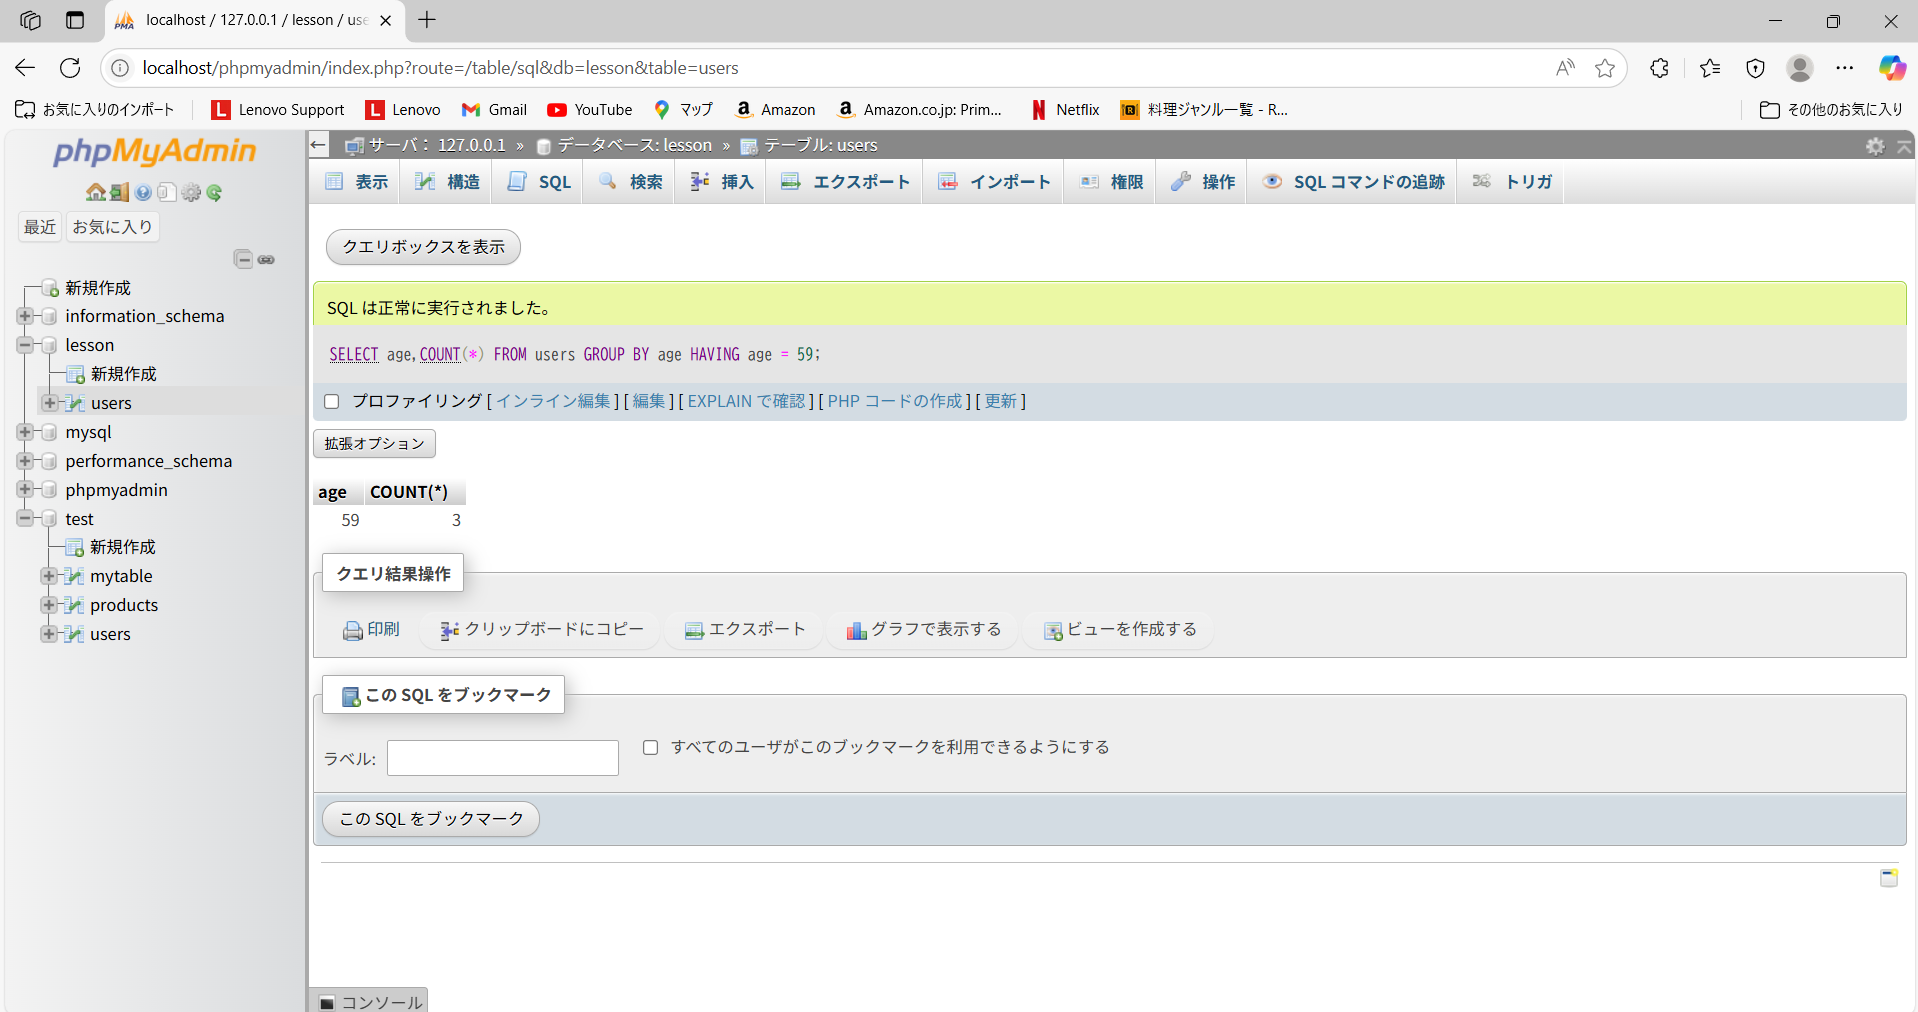 localhost / 127.0.0.1 / lesson / use
localhost/phpmyadmin/index.php?route=/table/sql&db=lesson&table=users
お気に入りのインポート Lenovo Support Lenovo Gmail YouTube マップ Amazon Amazon.co.jp: Prim... Netflix 料理ジャンル一覧 - R... その他のお気に入り
phpMyAdmin
最近 お気に入り
新規作成
information_schema
lesson
新規作成
users
mysql
performance_schema
phpmyadmin
test
新規作成
mytable
products
users
サーバ： 127.0.0.1 » データベース: lesson » テーブル: users
表示 構造 SQL 検索 挿入 エクスポート インポート 権限 操作 SQL コマンドの追跡 トリガ
クエリボックスを表示
SQL は正常に実行されました。
SELECT age,COUNT(*) FROM users GROUP BY age HAVING age = 59;
プロファイリング [ インライン編集 ] [ 編集 ] [ EXPLAIN で確認 ] [ PHP コードの作成 ] [ 更新 ]
拡張オプション
age COUNT(*)
59 3
クエリ結果操作
印刷 クリップボードにコピー エクスポート グラフで表示する ビューを作成する
この SQL をブックマーク
ラベル: すべてのユーザがこのブックマークを利用できるようにする
この SQL をブックマーク
コンソール